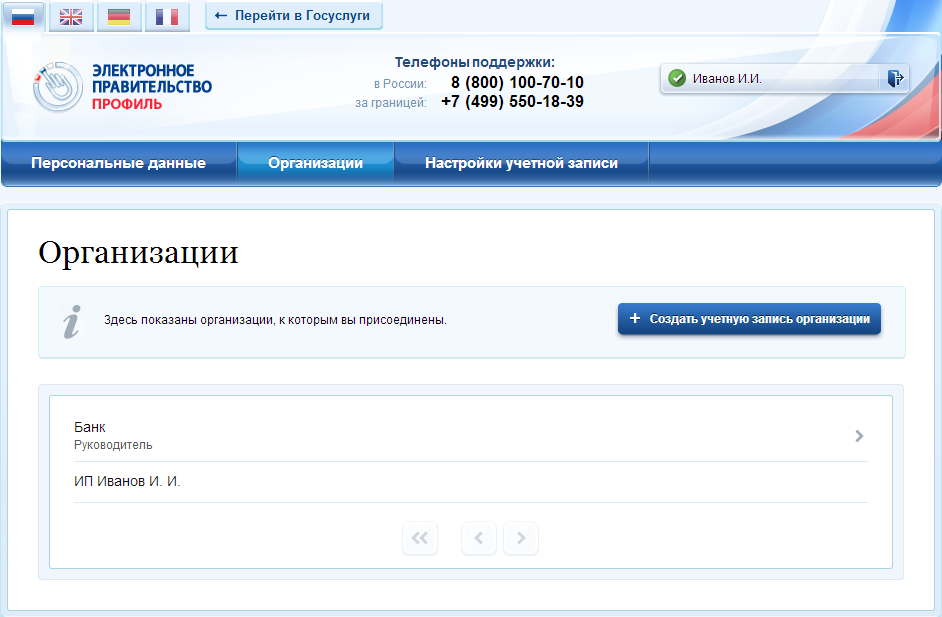 ← Перейти в Госуслуги
ЭЛЕКТРОННОЕ
ПРАВИТЕЛЬСТВО
ПРОФИЛЬ
Телефоны поддержки:
в России: 8 (800) 100-70-10
за границей: +7 (499) 550-18-39
Иванов И.И.
Персональные данные
Организации
Настройки учетной записи
Организации
Здесь показаны организации, к которым вы присоединены.
+ Создать учетную запись организации
Банк
Руководитель
ИП Иванов И. И.